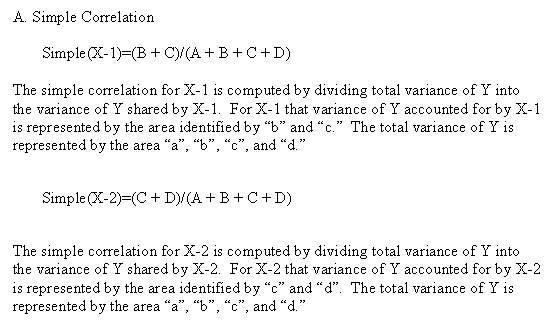 A. Simple Correlation
Simple(X-1)=(B + C)/(A + B + C + D)
The simple correlation for X-1 is computed by dividing total variance of Y into
the variance of Y shared by X-1. For X-1 that variance of Y accounted for by X-1
is represented by the area identified by “b” and “c.” The total variance of Y is
represented by the area “a”, “b”, “c”, and “d.”
Simple(X-2)=(C + D)/(A + B + C + D)
The simple correlation for X-2 is computed by dividing total variance of Y into
the variance of Y shared by X-2. For X-2 that variance of Y accounted for by X-2
is represented by the area identified by “c” and “d”. The total variance of Y is
represented by the area “a”, “b”, “c”, and “d.”